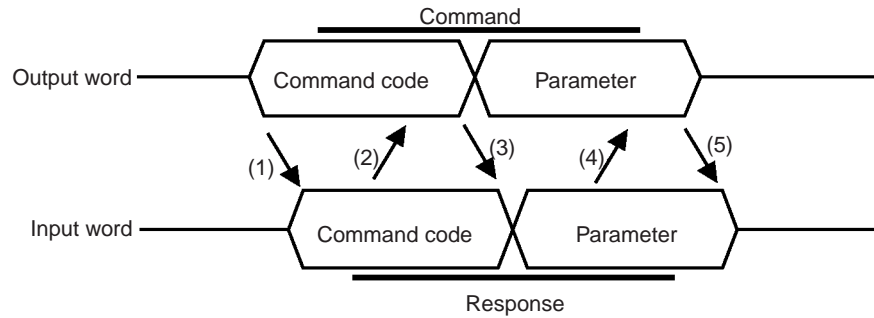 Command
Output word
Command code
Parameter
(1)
(2)
(3)
(4)
(5)
Input word
Command code
Parameter
Response